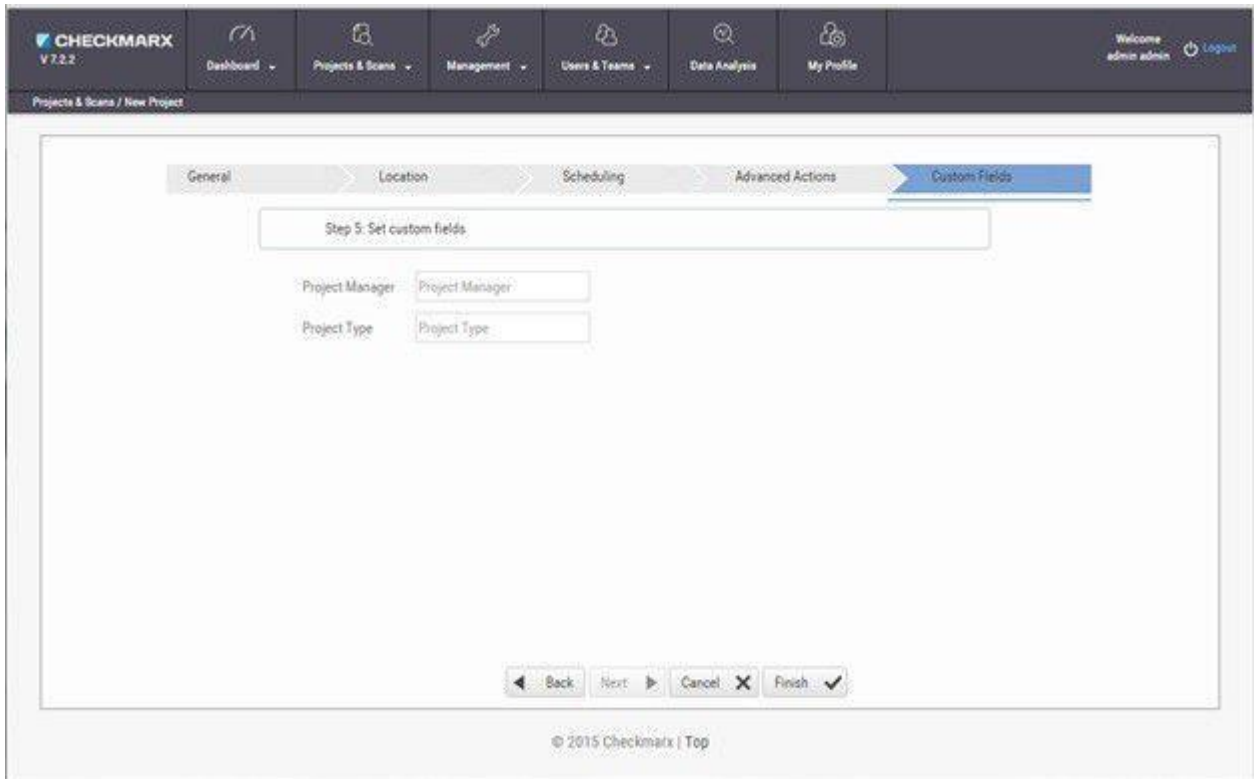 CHECKMARX
V 7.2.2
Dashboard
Projects & Scans
Management
Users & Teams
Data Analysis
My Profile
Welcome
admin admin
Logout
Projects & Scans / New Project
General
Location
Scheduling
Advanced Actions
Custom Fields
Step 5: Set custom fields
Project Manager
Project Manager
Project Type
Project Type
Back
Next
Cancel
Finish
© 2015 Checkmarx | Top